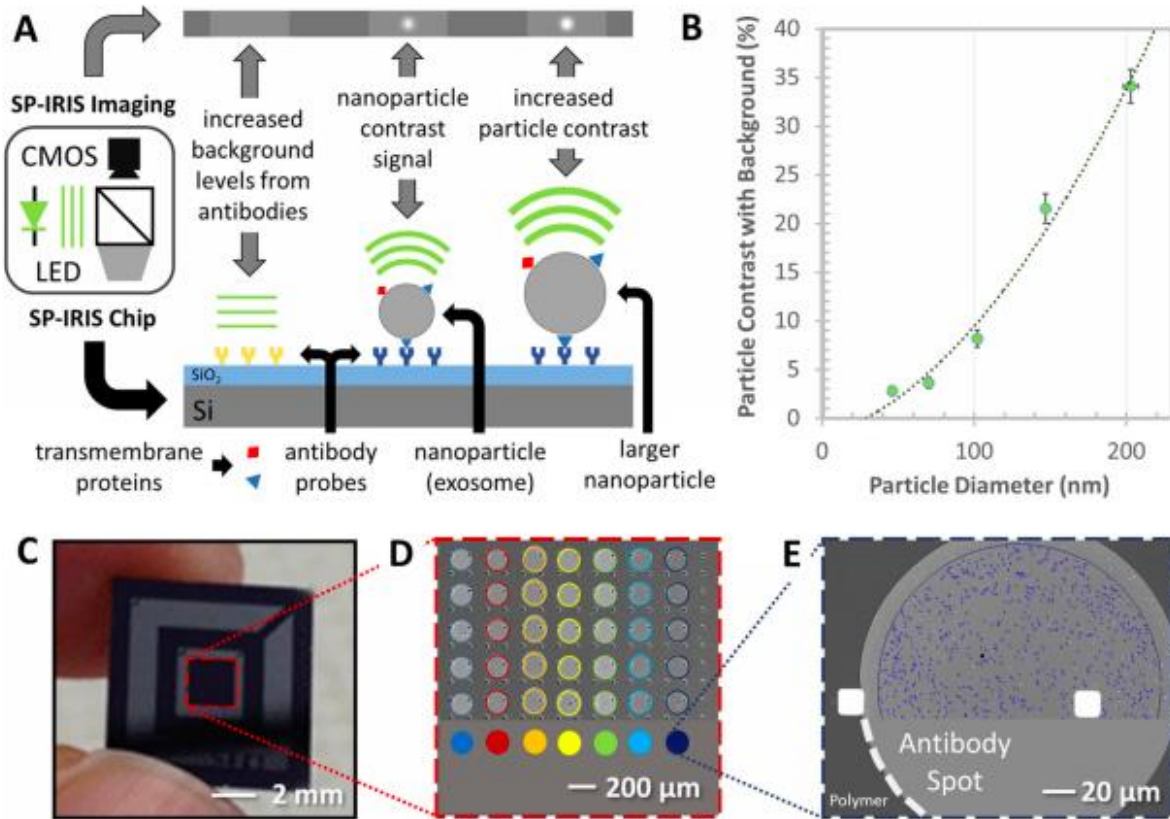 A
SP-IRIS Imaging
CMOS
LED
SP-IRIS Chip
increased
background
levels from
antibodies
nanoparticle
contrast
signal
increased
particle contrast
SiO₂
Si
transmembrane
proteins
antibody
probes
nanoparticle
(exosome)
larger
nanoparticle
B
Particle Contrast with Background (%)
40
35
30
25
20
15
10
5
0
0
100
200
Particle Diameter (nm)
C
2 mm
D
200 μm
E
Antibody
Spot
Polymer
20 μm